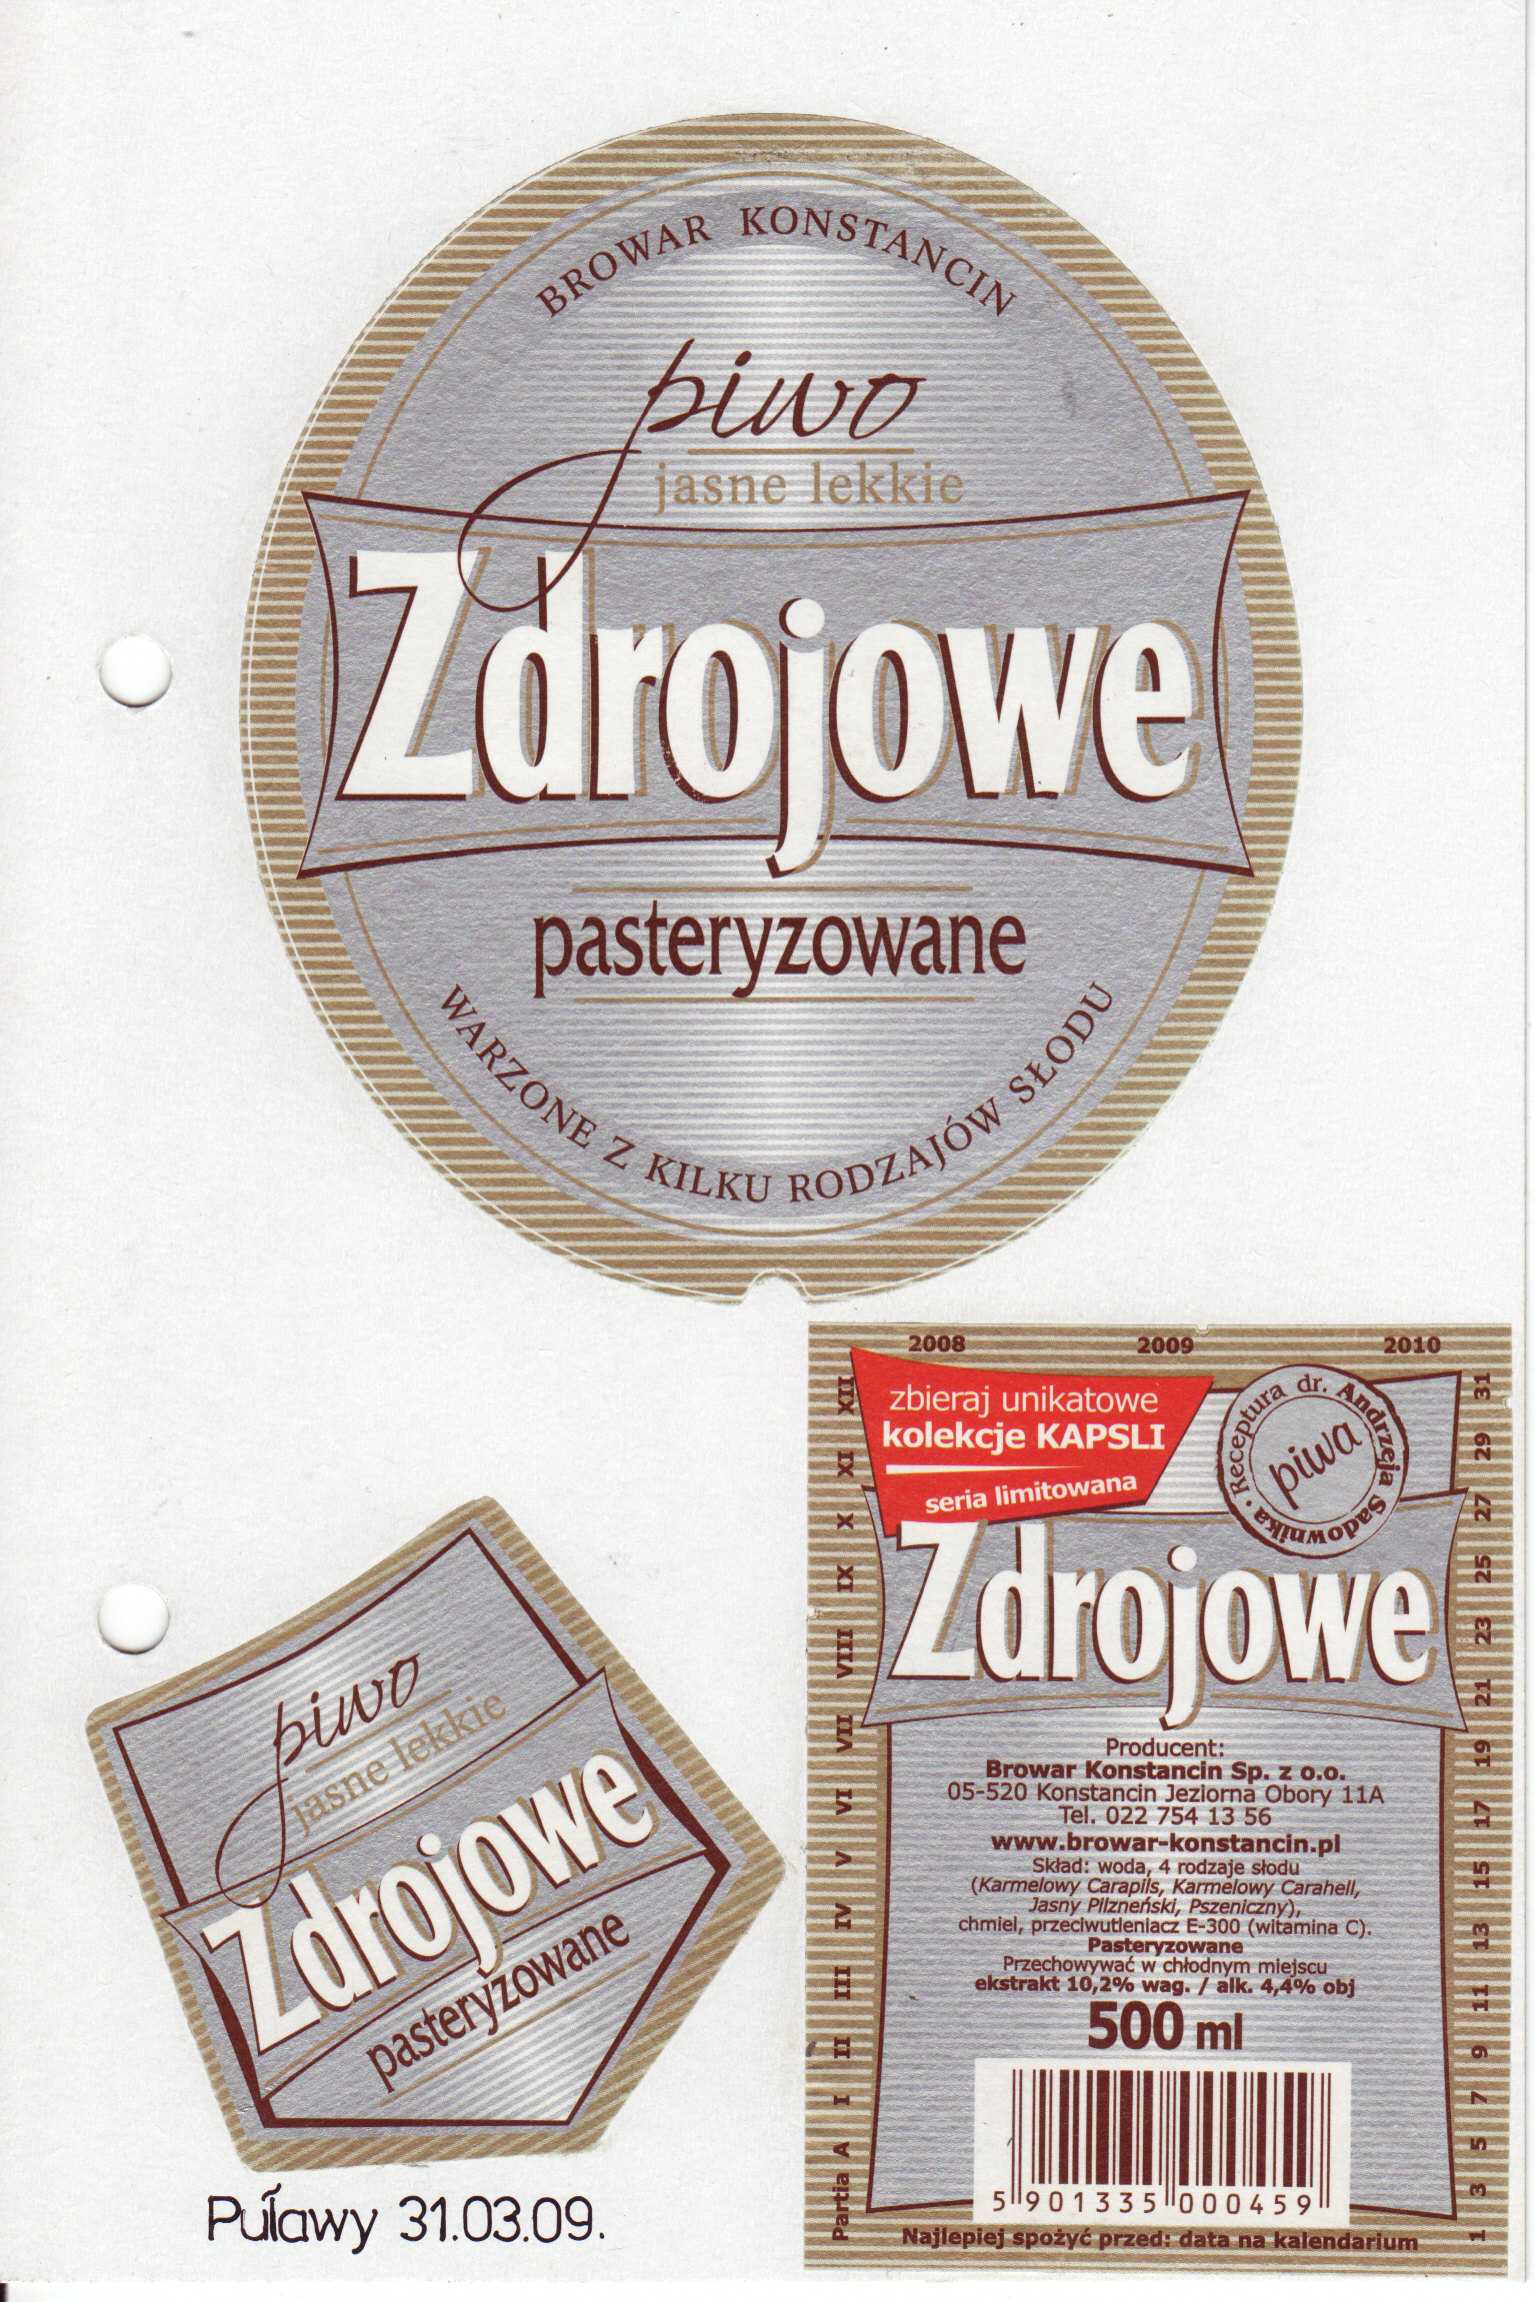 BROWAR KONSTANCIN
piwo
jasne lekkie
Zdrojowe
pasteryzowane
WARZONE Z KILKU RODZAJÓW SŁODU
piwo
jasne lekkie
Zdrojowe
pasteryzowane
Puławy 31.03.09.
2008 2009 2010
zbieraj unikatowe
kolekcje KAPSLI
seria limitowana
Receptura dr. Andrzeja Sadownika •
piwa
Zdrojowe
Producent:
Browar Konstancin Sp. z o.o.
05-520 Konstancin Jeziorna Obory 11A
Tel. 022 754 13 56
www.browar-konstancin.pl
Skład: woda, 4 rodzaje słodu
(Karmelowy Carapils, Karmelowy Carahell,
Jasny Pilzneński, Pszeniczny),
chmiel, przeciwutleniacz E-300 (witamina C).
Pasteryzowane
Przechowywać w chłodnym miejscu
ekstrakt 10,2% wag. / alk. 4,4% obj
500 ml
5 901335 000459
Najlepiej spożyć przed: data na kalendarium
Partia A I II III IV V VI VII VIII IX X XI XII
1 3 5 7 9 11 13 15 17 19 21 23 25 27 29 31